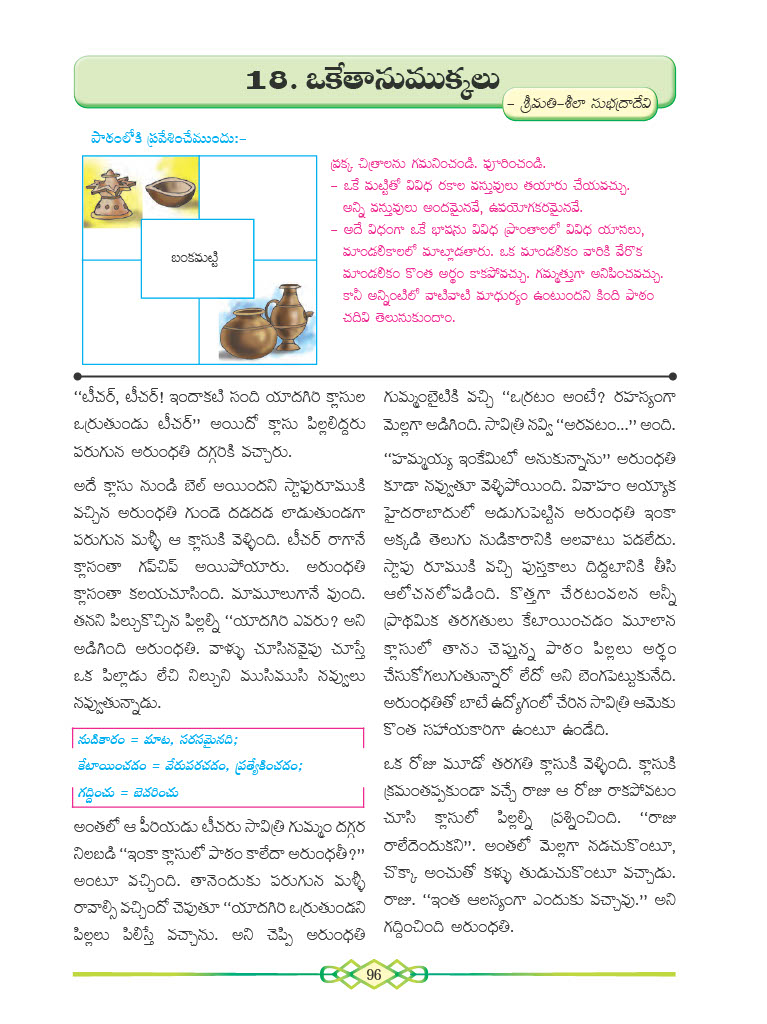 18. ఒకేతానుముక్కలు
– శ్రీమతి–శీలా సుభద్రాదేవి
పాఠంలోకి ప్రవేశించేముందు:–
ప్రక్క చిత్రాలను గమనించండి. పూరించండి.
– ఒకే మట్టితో వివిధ రకాల వస్తువులు తయారు చేయవచ్చు.
అన్ని వస్తువులు అందమైనవే, ఉపయోగకరమైనవే.
– అదే విధంగా ఒకే భాషను వివిధ ప్రాంతాలలో వివిధ యాసలు,
మాండలికాలలో మాట్లాడతారు. ఒక మాండలికం వారికి వేరొక
మాండలికం కొంత అర్థం కాకపోవచ్చు. గమ్మత్తుగా అనిపించవచ్చు.
కానీ అన్నింటిలో వాటివాటి మాధుర్యం ఉంటుందని కింది పాఠం
చదివి తెలుసుకుందాం.
బంకమట్టి
“టీచర్, టీచర్! ఇందాకటి సంది యాదగిరి క్లాసుల
ఒర్రుతుండు టీచర్” అయిదో క్లాసు పిల్లలిద్దరు
పరుగున అరుంధతి దగ్గరికి వచ్చారు.
అదే క్లాసు నుండి బెల్ అయిందని స్టాఫురూముకి
వచ్చిన అరుంధతి గుండె దడదడ లాడుతుండగా
పరుగున మళ్ళీ ఆ క్లాసుకి వెళ్ళింది. టీచర్ రాగానే
క్లాసంతా గప్‌చిప్ అయిపోయారు. అరుంధతి
క్లాసంతా కలయచూసింది. మామూలుగానే వుంది.
తనని పిల్చుకొచ్చిన పిల్లల్ని “యాదగిరి ఎవరు? అని
అడిగింది అరుంధతి. వాళ్ళు చూసినవైపు చూస్తే
ఒక పిల్లాడు లేచి నిల్చుని ముసిముసి నవ్వులు
నవ్వుతున్నాడు.
నుడికారం = మాట, సరసమైనది;
కేటాయించడం = వేరుపరచడం, ప్రత్యేకించడం;
గద్దించు = బెదరించు
అంతలో ఆ పీరియడు టీచరు సావిత్రి గుమ్మం దగ్గర
నిలబడి “ఇంకా క్లాసులో పాఠం కాలేదా అరుంధతీ?”
అంటూ వచ్చింది. తానెందుకు పరుగున మళ్ళీ
రావాల్సి వచ్చిందో చెపుతూ “యాదగిరి ఒర్రుతుండని
పిల్లలు పిలిస్తే వచ్చాను. అని చెప్పి అరుంధతి
గుమ్మంబైటికి వచ్చి “ఒర్రటం అంటే? రహస్యంగా
మెల్లగా అడిగింది. సావిత్రి నవ్వి “అరవటం...” అంది.
“హమ్మయ్య ఇంకేమిటో అనుకున్నాను” అరుంధతి
కూడా నవ్వుతూ వెళ్ళిపోయింది. వివాహం అయ్యాక
హైదరాబాదులో అడుగుపెట్టిన అరుంధతి ఇంకా
అక్కడి తెలుగు నుడికారానికి అలవాటు పడలేదు.
స్టాపు రూముకి వచ్చి పుస్తకాలు దిద్దటానికి తీసి
ఆలోచనలోపడింది. కొత్తగా చేరటంవలన అన్నీ
ప్రాథమిక తరగతులు కేటాయించడం మూలాన
క్లాసులో తాను చెప్తున్న పాఠం పిల్లలు అర్థం
చేసుకోగలుగుతున్నారో లేదో అని బెంగపెట్టుకునేది.
అరుంధతితో బాటే ఉద్యోగంలో చేరిన సావిత్రి ఆమెకు
కొంత సహాయకారిగా ఉంటూ ఉండేది.
ఒక రోజు మూడో తరగతి క్లాసుకి వెళ్ళింది. క్లాసుకి
క్రమంతప్పకుండా వచ్చే రాజు ఆ రోజు రాకపోవటం
చూసి క్లాసులో పిల్లల్ని ప్రశ్నించింది. “రాజు
రాలేదెందుకని”. అంతలో మెల్లగా నడచుకొంటూ,
చొక్కా అంచుతో కళ్ళు తుడుచుకొంటూ వచ్చాడు.
రాజు. “ఇంత ఆలస్యంగా ఎందుకు వచ్చావు.” అని
గద్దించింది అరుంధతి.
96